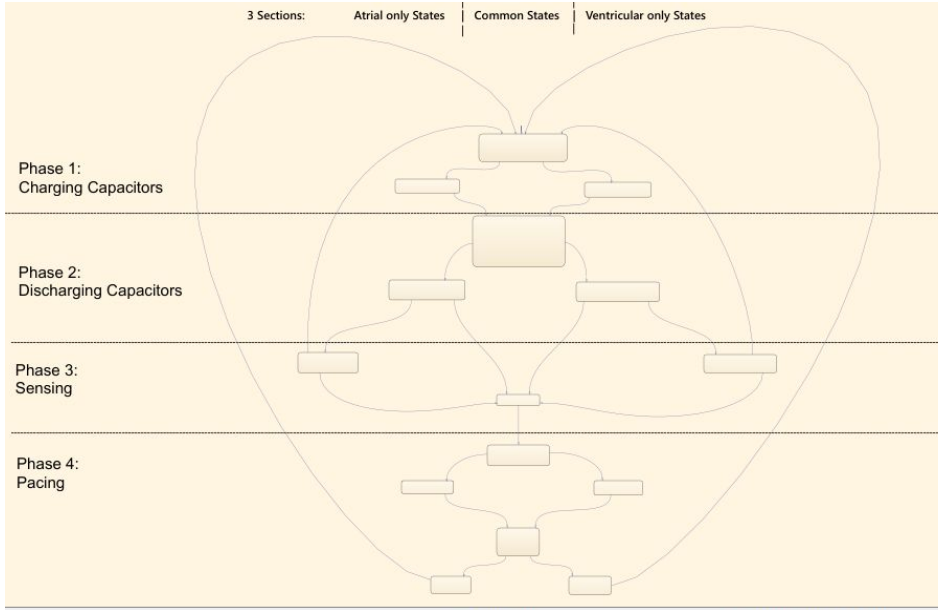 3 Sections: Atrial only States | Common States | Ventricular only States
Phase 1:
Charging Capacitors
Phase 2:
Discharging Capacitors
Phase 3:
Sensing
Phase 4:
Pacing